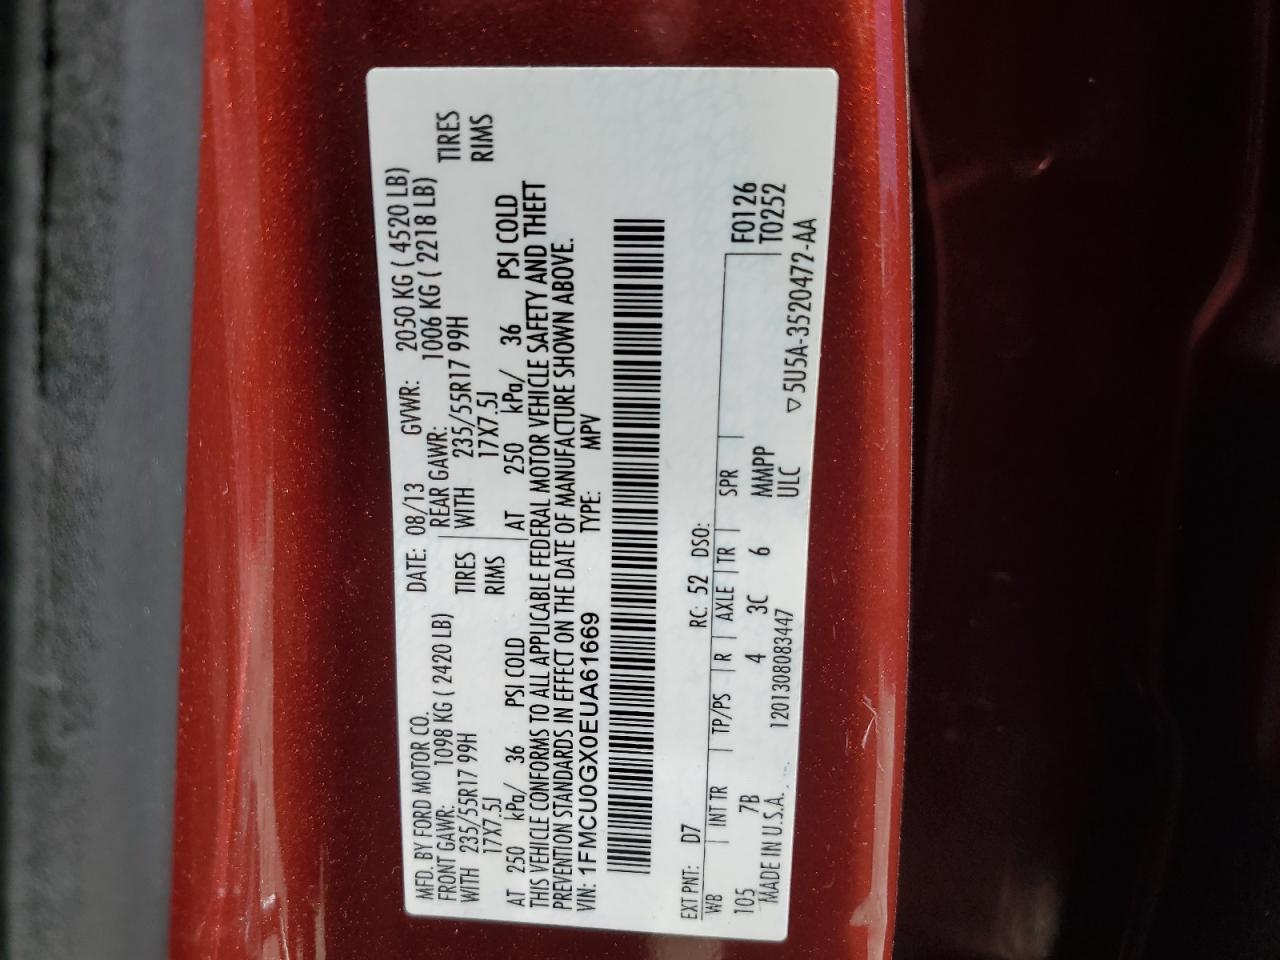 MFD. BY FORD MOTOR CO. DATE: 08/13 GVWR: 2050 KG ( 4520 LB)
FRONT GAWR: 1098 KG ( 2420 LB) REAR GAWR: 1006 KG ( 2218 LB)
WITH 235/55R17 99H TIRES WITH 235/55R17 99H TIRES
17X7.5J RIMS 17X7.5J RIMS
AT 250 kPa/ 36 PSI COLD AT 250 kPa/ 36 PSI COLD
THIS VEHICLE CONFORMS TO ALL APPLICABLE FEDERAL MOTOR VEHICLE SAFETY AND THEFT
PREVENTION STANDARDS IN EFFECT ON THE DATE OF MANUFACTURE SHOWN ABOVE.
VIN: 1FMCU0GX0EUA61669 TYPE: MPV
EXT PNT: D7 RC: 52 DSO:
WB INT TR TP/PS R AXLE TR SPR F0126
105 7B 4 3C 6 MMPP T0252
MADE IN U.S.A. 1201308083447 ULC ▽5U5A-3520472-AA